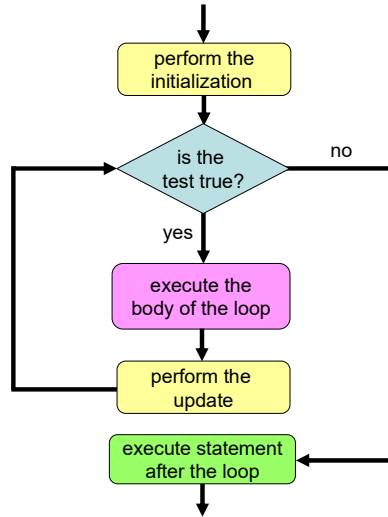 perform the
initialization
is the
test true?
no
yes
execute the
body of the loop
perform the
update
execute statement
after the loop